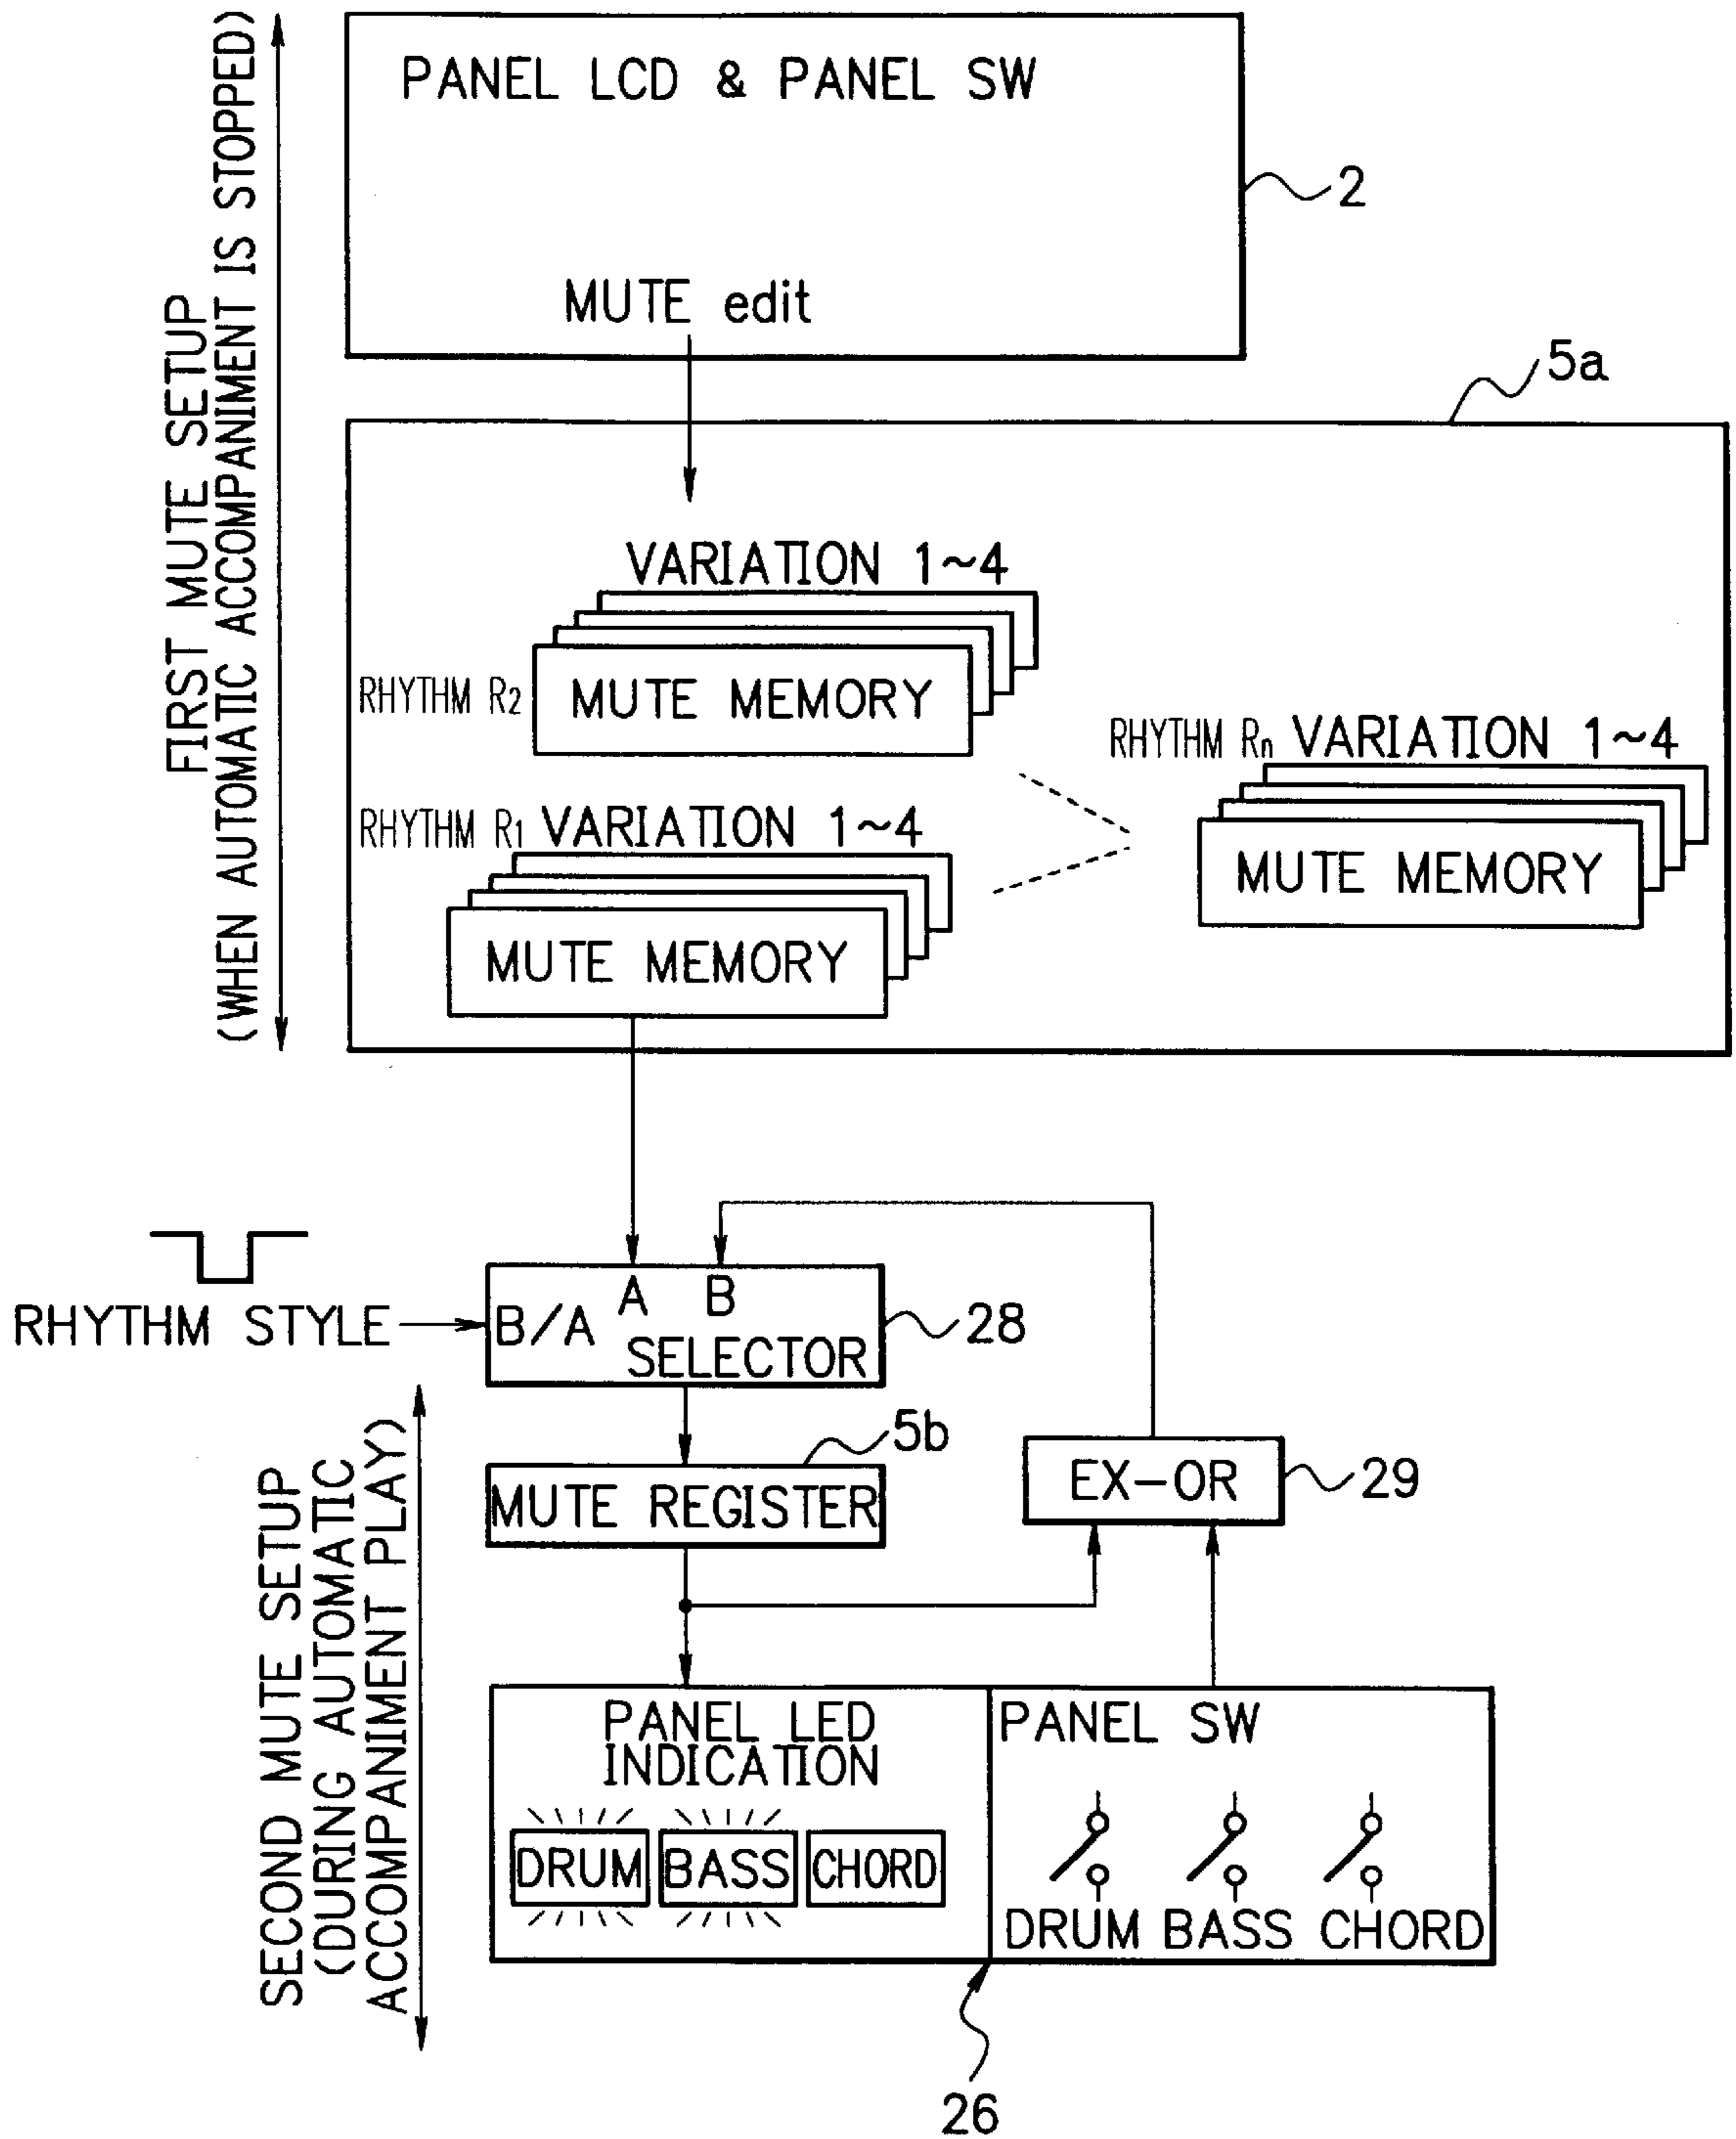 FIRST MUTE SETUP
(WHEN AUTOMATIC ACCOMPANIMENT IS STOPPED)
PANEL LCD & PANEL SW
2
MUTE edit
5a
VARIATION 1~4
RHYTHM R2
MUTE MEMORY
RHYTHM Rn VARIATION 1~4
MUTE MEMORY
RHYTHM R1 VARIATION 1~4
MUTE MEMORY
RHYTHM STYLE
B/A
A
B
SELECTOR
28
SECOND MUTE SETUP
(DURING AUTOMATIC
ACCOMPANIMENT PLAY)
5b
MUTE REGISTER
EX-OR
29
PANEL LED
INDICATION
DRUM
BASS
CHORD
PANEL SW
DRUM BASS CHORD
26